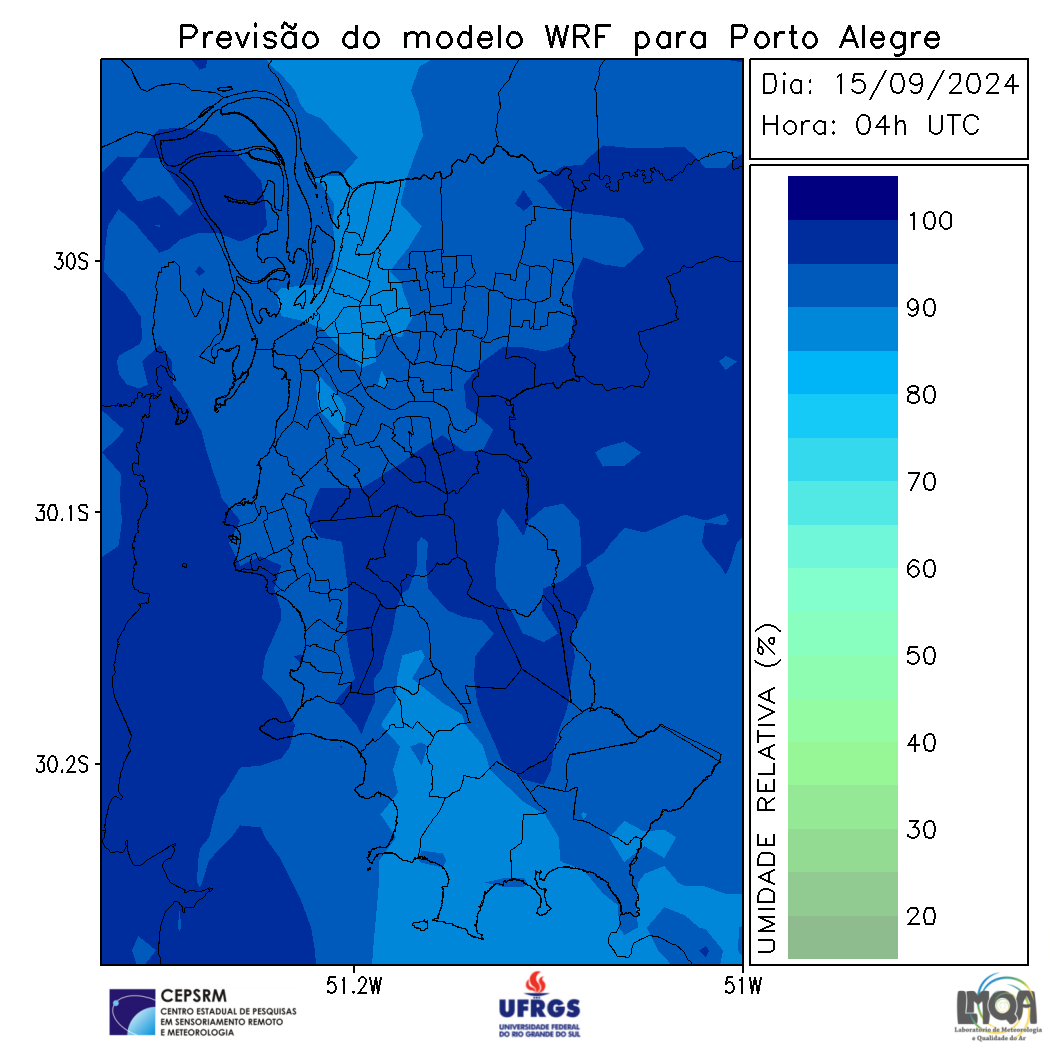 Previsão do modelo WRF para Porto Alegre
Dia: 15/09/2024
Hora: 04h UTC
30S
30.1S
30.2S
51.2W
51W
UMIDADE RELATIVA (%)
100
90
80
70
60
50
40
30
20
CEPSRM
CENTRO ESTADUAL DE PESQUISAS
EM SENSORIAMENTO REMOTO
E METEOROLOGIA
UFRGS
UNIVERSIDADE FEDERAL
DO RIO GRANDE DO SUL
LMQA
Laboratório de Meteorologia
e Qualidade do Ar